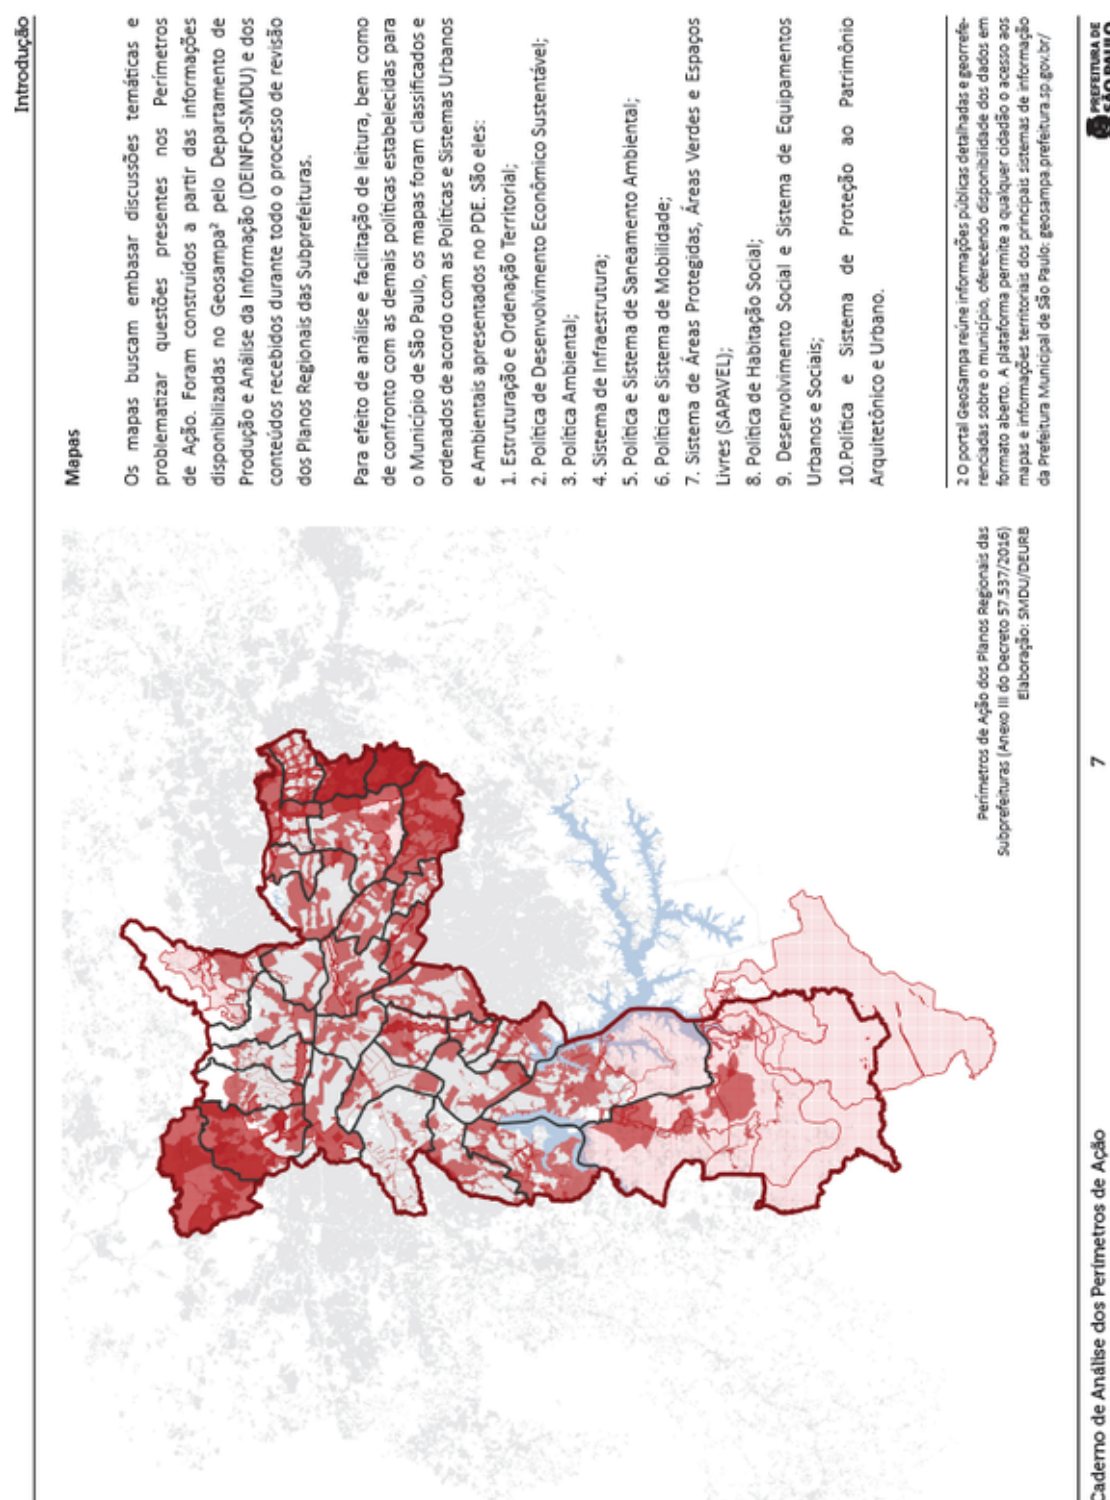 Introdução
Mapas
Os mapas buscam embasar discussões temáticas e
problematizar questões presentes nos Perímetros
de Ação. Foram construídos a partir das informações
disponibilizadas no Geosampa² pelo Departamento de
Produção e Análise da Informação (DEINFO-SMDU) e dos
conteúdos recebidos durante todo o processo de revisão
dos Planos Regionais das Subprefeituras.
Para efeito de análise e facilitação de leitura, bem como
de confronto com as demais políticas estabelecidas para
o Município de São Paulo, os mapas foram classificados e
ordenados de acordo com as Políticas e Sistemas Urbanos
e Ambientais apresentados no PDE. São eles:
1. Estruturação e Ordenação Territorial;
2. Política de Desenvolvimento Econômico Sustentável;
3. Política Ambiental;
4. Sistema de Infraestrutura;
5. Política e Sistema de Saneamento Ambiental;
6. Política e Sistema de Mobilidade;
7. Sistema de Áreas Protegidas, Áreas Verdes e Espaços
Livres (SAPAVEL);
8. Política de Habitação Social;
9. Desenvolvimento Social e Sistema de Equipamentos
Urbanos e Sociais;
10.Política e Sistema de Proteção ao Patrimônio
Arquitetônico e Urbano.
Perímetros de Ação dos Planos Regionais das
Subprefeituras (Anexo III do Decreto 57.537/2016)
Elaboração: SMDU/DEURB
2 O portal GeoSampa reúne informações públicas detalhadas e georrefe-
renciadas sobre o município, oferecendo disponibilidade dos dados em
formato aberto. A plataforma permite a qualquer cidadão o acesso aos
mapas e informações territoriais dos principais sistemas de informação
da Prefeitura Municipal de São Paulo: geosampa.prefeitura.sp.gov.br/
Caderno de Análise dos Perímetros de Ação
7
PREFEITURA DE
SÃO PAULO